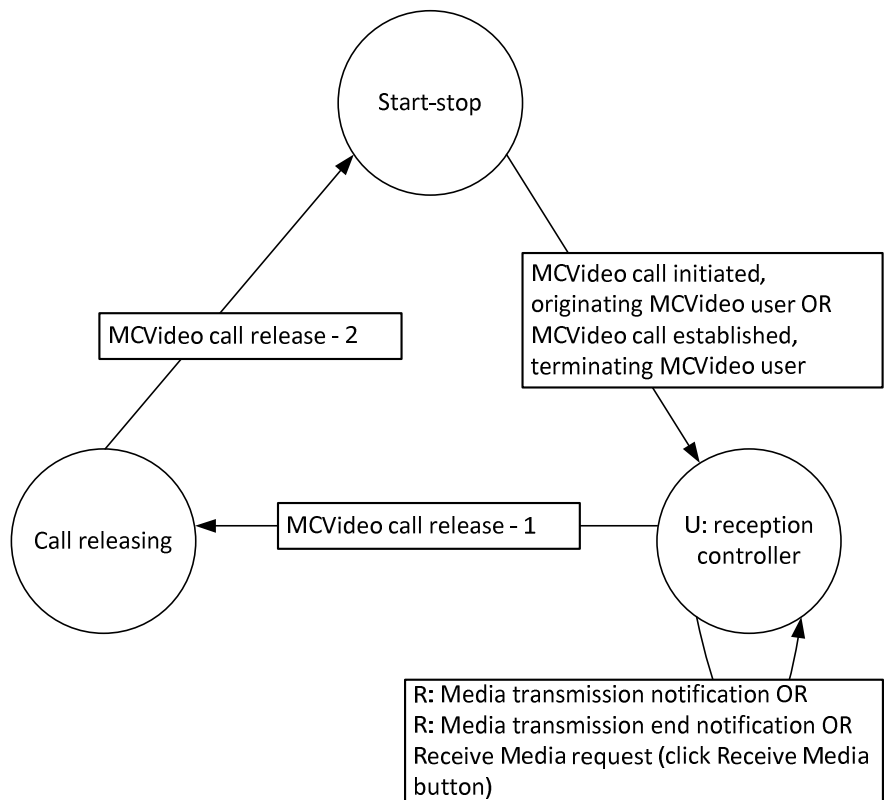 Start-stop
MCVideo call initiated,
originating MCVideo user OR
MCVideo call established,
terminating MCVideo user
MCVideo call release - 2
Call releasing
MCVideo call release - 1
U: reception
controller
R: Media transmission notification OR
R: Media transmission end notification OR
Receive Media request (click Receive Media
button)